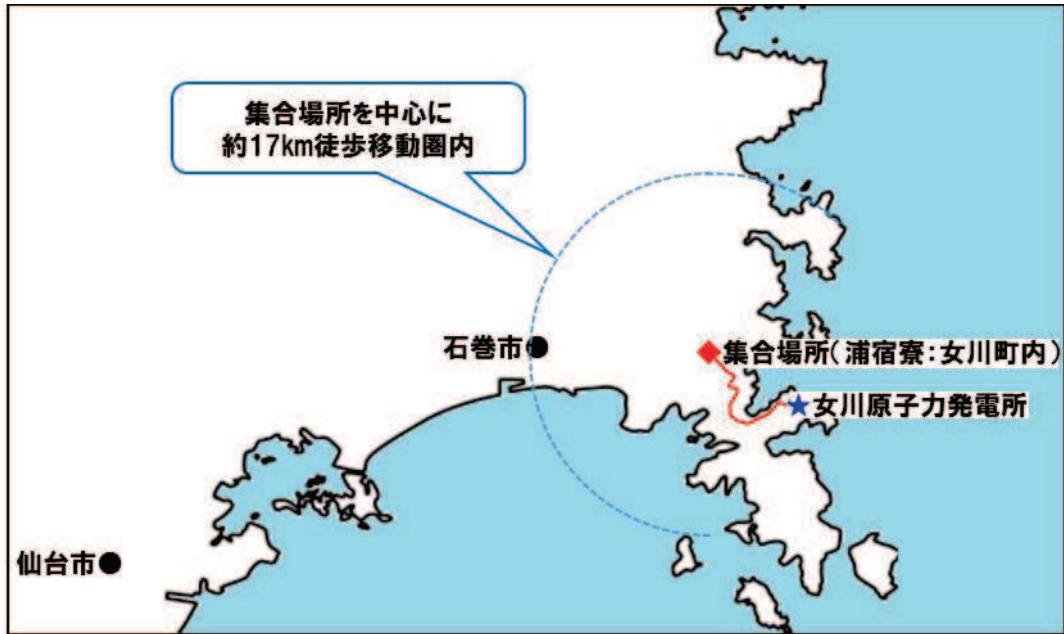 集合場所を中心に
約17km徒歩移動圏内
石巻市
集合場所（浦宿寮：女川町内）
女川原子力発電所
仙台市